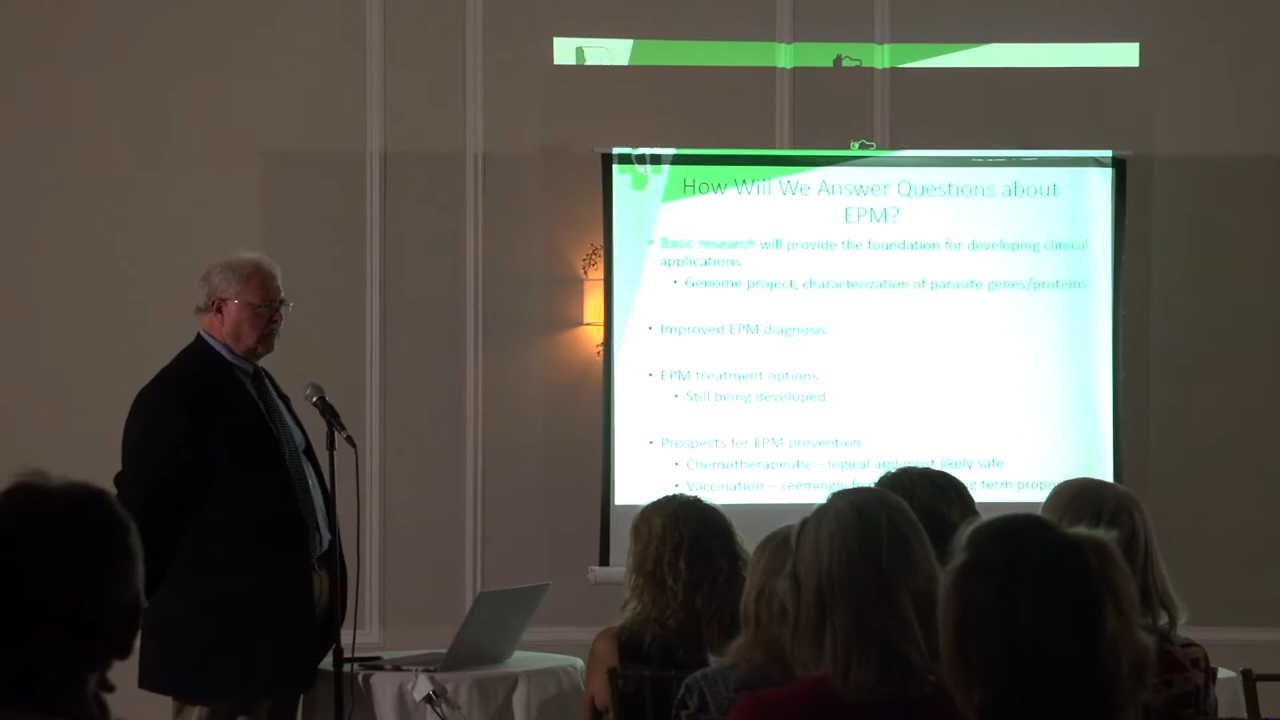 How Will We Answer Questions about
EPM?
• Basic research will provide the foundation for developing clinical
applications
• Genome project, characterization of parasite genes/proteins
• Improved EPM diagnosis
• EPM treatment options
• Still being developed
• Prospects for EPM prevention
• Chemotherapeutic – logical and most likely safe
• Vaccination – seemingly term